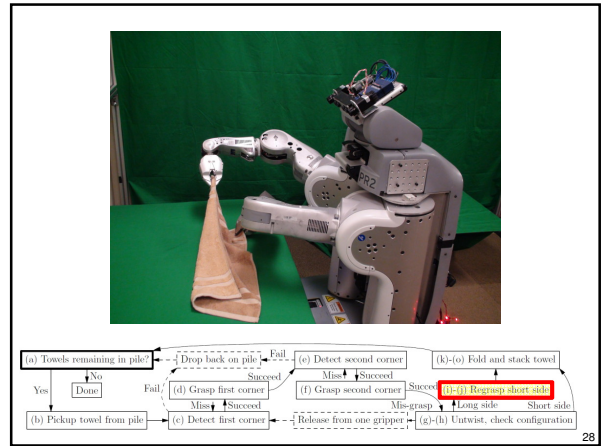 PR2
(a) Towels remaining in pile?
Drop back on pile
Fail
(e) Detect second corner
(k)-(o) Fold and stack towel
Yes
No
Done
Fail
Succeed
(d) Grasp first corner
(f) Grasp second corner
Succeed
(i)-(j) Regrasp short side
Miss
Succeed
Miss
Succeed
Mis-grasp
Long side
Short side
(b) Pickup towel from pile
(c) Detect first corner
Release from one gripper
(g)-(h) Untwist, check configuration
28